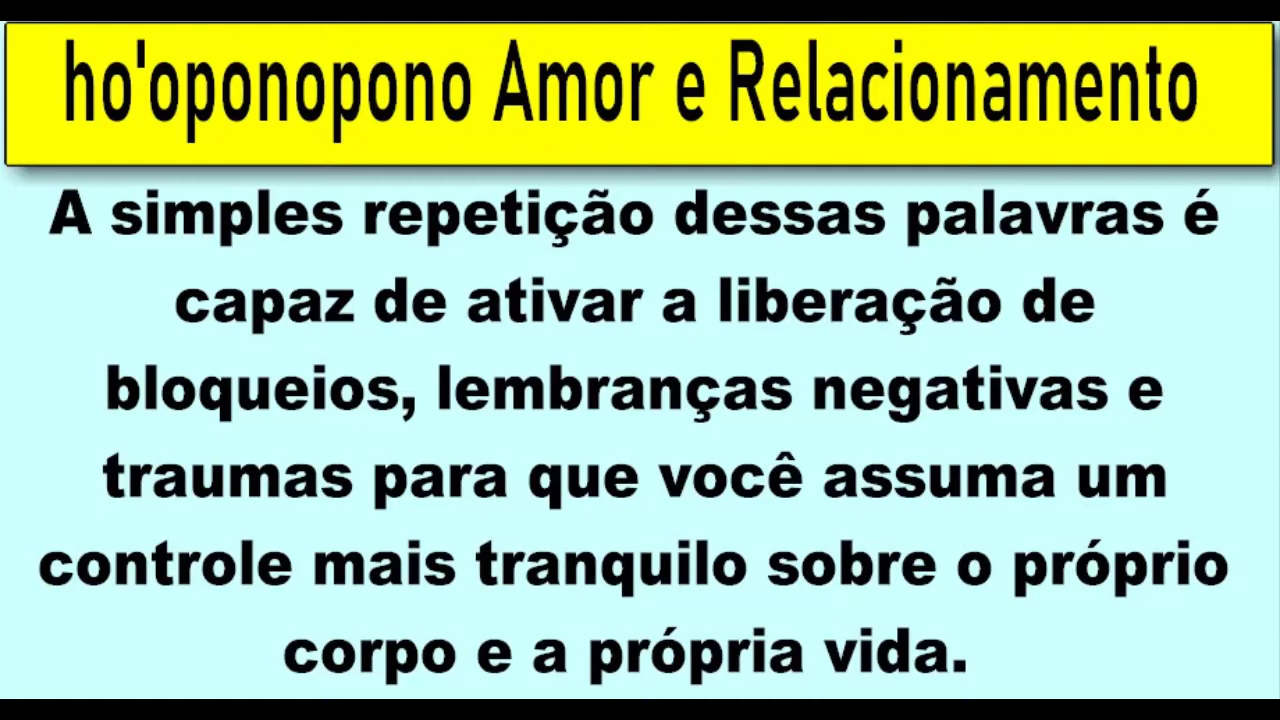 ho'oponopono Amor e Relacionamento
A simples repetição dessas palavras é
capaz de ativar a liberação de
bloqueios, lembranças negativas e
traumas para que você assuma um
controle mais tranquilo sobre o próprio
corpo e a própria vida.